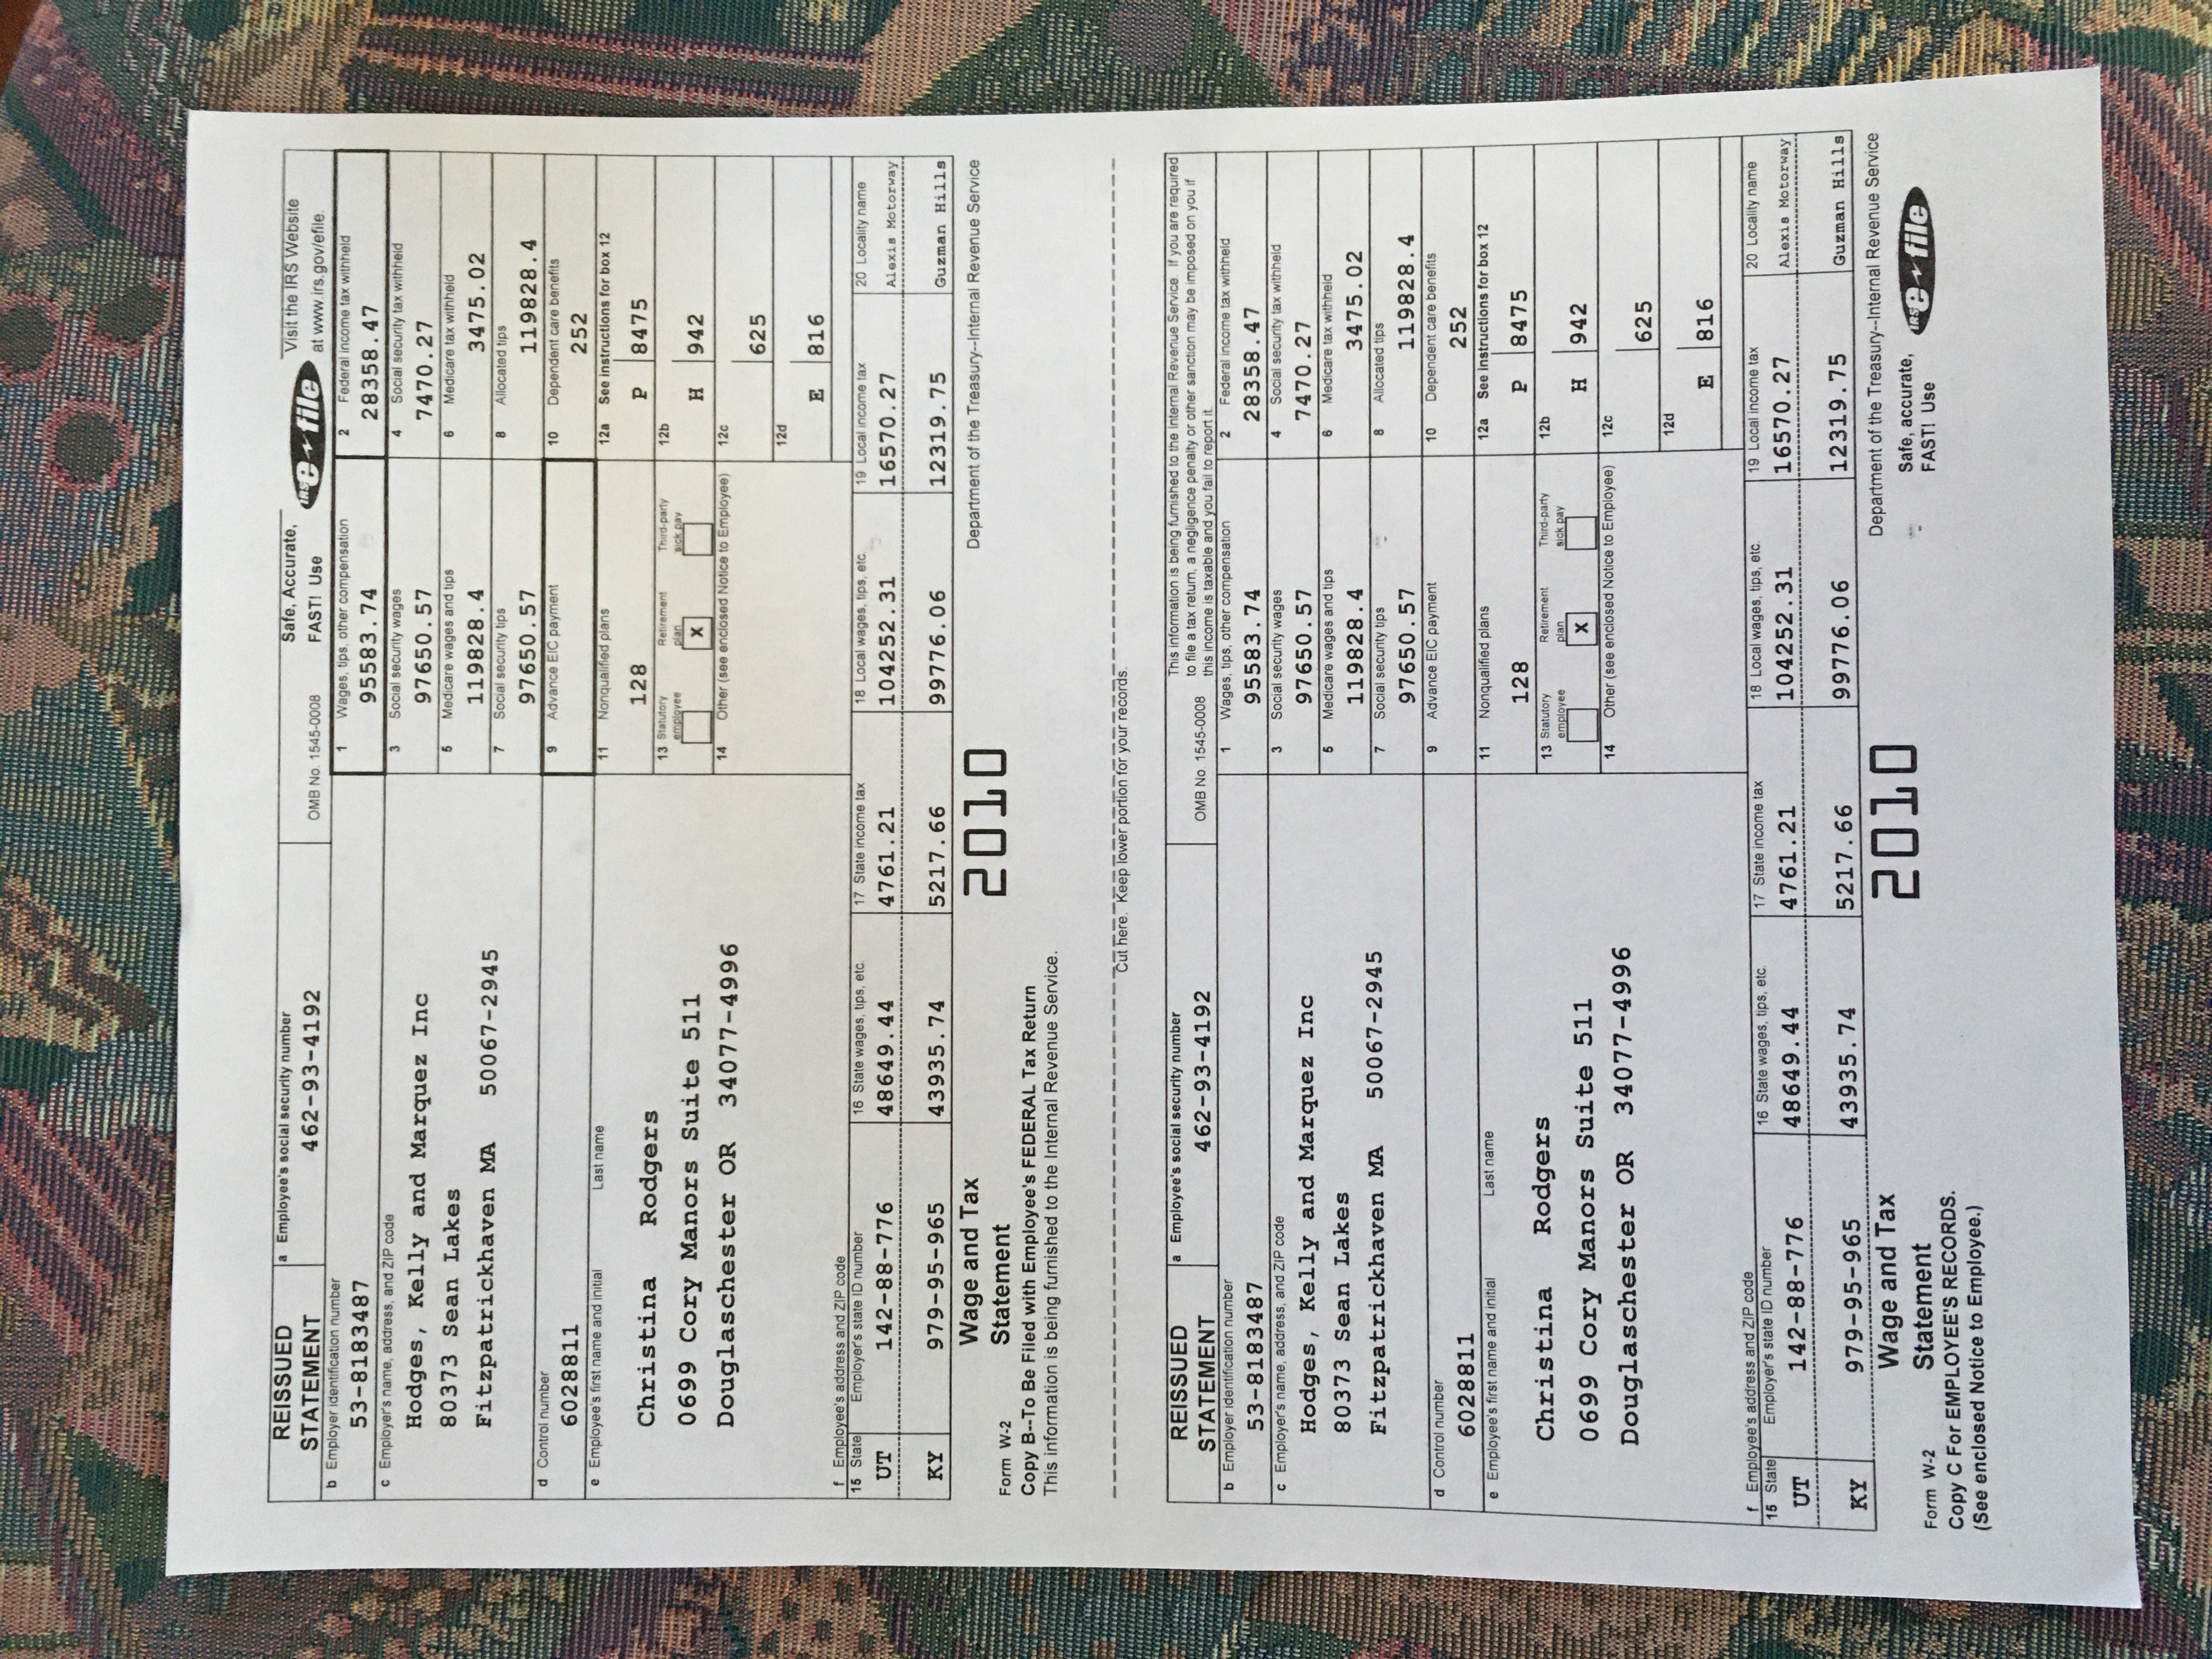 REISSUED STATEMENT
a Employee's social security number
462-93-4192
OMB No. 1545-0008
Safe, Accurate, FAST! Use
IRS e-file
Visit the IRS Website at www.irs.gov/efile.
b Employer identification number
53-8183487
1 Wages, tips, other compensation
95583.74
2 Federal income tax withheld
28358.47
c Employer's name, address, and ZIP code
Hodges, Kelly and Marquez Inc
80373 Sean Lakes
Fitzpatrickhaven MA 50067-2945
3 Social security wages
97650.57
4 Social security tax withheld
7470.27
5 Medicare wages and tips
119828.4
6 Medicare tax withheld
3475.02
7 Social security tips
97650.57
8 Allocated tips
119828.4
d Control number
6028811
9 Advance EIC payment
10 Dependent care benefits
252
e Employee's first name and initial Last name
Christina Rodgers
0699 Cory Manors Suite 511
Douglaschester OR 34077-4996
11 Nonqualified plans
128
12a See instructions for box 12
P 8475
13 Statutory employee Retirement plan Third-party sick pay
X
12b
H 942
14 Other (see enclosed Notice to Employee)
12c
625
12d
E 816
f Employee's address and ZIP code
15 State Employer's state ID number 16 State wages, tips, etc. 17 State income tax 18 Local wages, tips, etc. 19 Local income tax 20 Locality name
UT 142-88-776 48649.44 4761.21 104252.31 16570.27 Alexis Motorway
KY 979-95-965 43935.74 5217.66 99776.06 12319.75 Guzman Hills
Form W-2 Wage and Tax Statement
2010
Department of the Treasury--Internal Revenue Service
Copy B--To Be Filed with Employee's FEDERAL Tax Return
This information is being furnished to the Internal Revenue Service.
Cut here. Keep lower portion for your records.
REISSUED STATEMENT
a Employee's social security number
462-93-4192
OMB No. 1545-0008
This information is being furnished to the Internal Revenue Service. If you are required
to file a tax return, a negligence penalty or other sanction may be imposed on you if
this income is taxable and you fail to report it.
b Employer identification number
53-8183487
1 Wages, tips, other compensation
95583.74
2 Federal income tax withheld
28358.47
c Employer's name, address, and ZIP code
Hodges, Kelly and Marquez Inc
80373 Sean Lakes
Fitzpatrickhaven MA 50067-2945
3 Social security wages
97650.57
4 Social security tax withheld
7470.27
5 Medicare wages and tips
119828.4
6 Medicare tax withheld
3475.02
7 Social security tips
97650.57
8 Allocated tips
119828.4
d Control number
6028811
9 Advance EIC payment
10 Dependent care benefits
252
e Employee's first name and initial Last name
Christina Rodgers
0699 Cory Manors Suite 511
Douglaschester OR 34077-4996
11 Nonqualified plans
128
12a See instructions for box 12
P 8475
13 Statutory employee Retirement plan Third-party sick pay
X
12b
H 942
14 Other (see enclosed Notice to Employee)
12c
625
12d
E 816
f Employee's address and ZIP code
15 State Employer's state ID number 16 State wages, tips, etc. 17 State income tax 18 Local wages, tips, etc. 19 Local income tax 20 Locality name
UT 142-88-776 48649.44 4761.21 104252.31 16570.27 Alexis Motorway
KY 979-95-965 43935.74 5217.66 99776.06 12319.75 Guzman Hills
Form W-2 Wage and Tax Statement
2010
Department of the Treasury--Internal Revenue Service
Safe, accurate, FAST! Use
IRS e-file
Copy C For EMPLOYEE'S RECORDS.
(See enclosed Notice to Employee.)